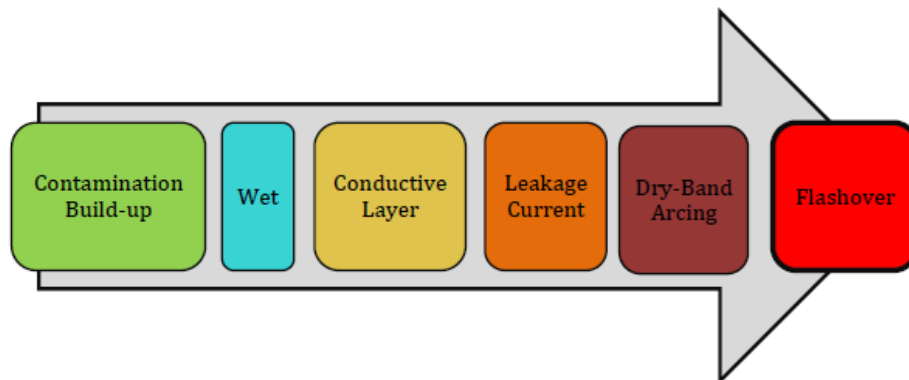 Contamination
Build-up
Wet
Conductive
Layer
Leakage
Current
Dry-Band
Arcing
Flashover